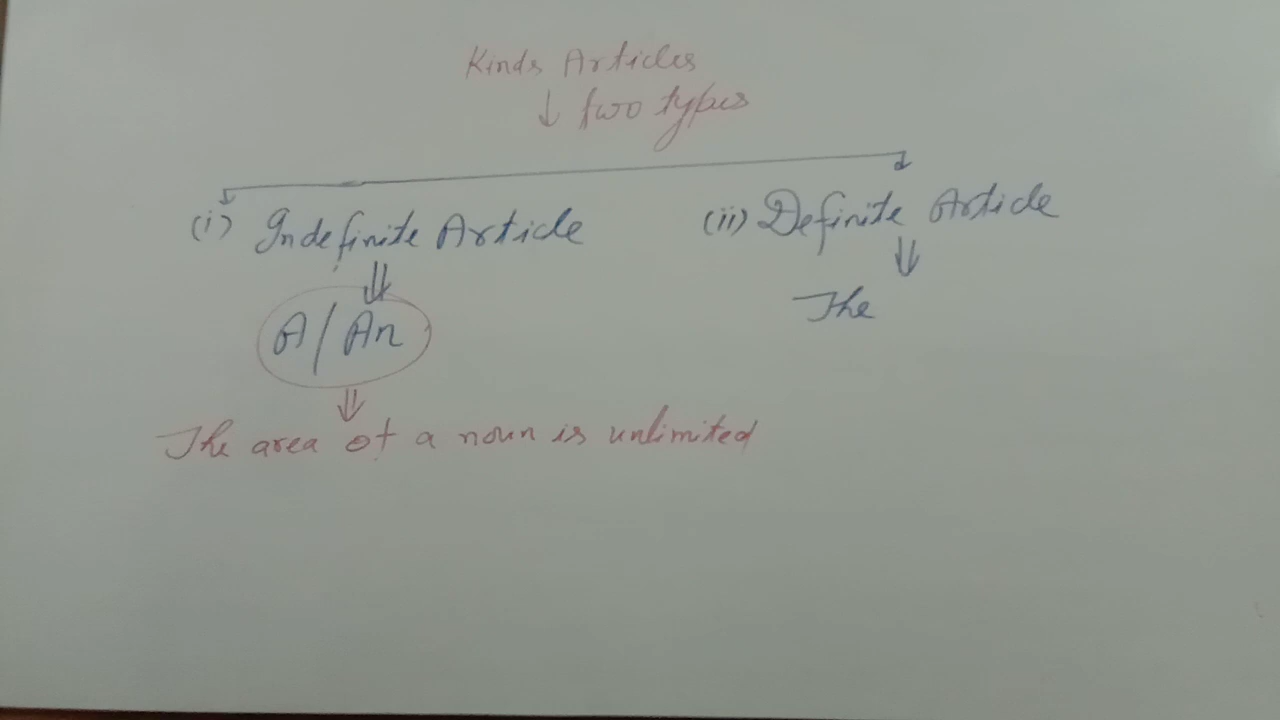 Kinds Articles
↓ two types
(i) Indefinite Article (ii) Definite Article
A/An The
The area of a noun is unlimited